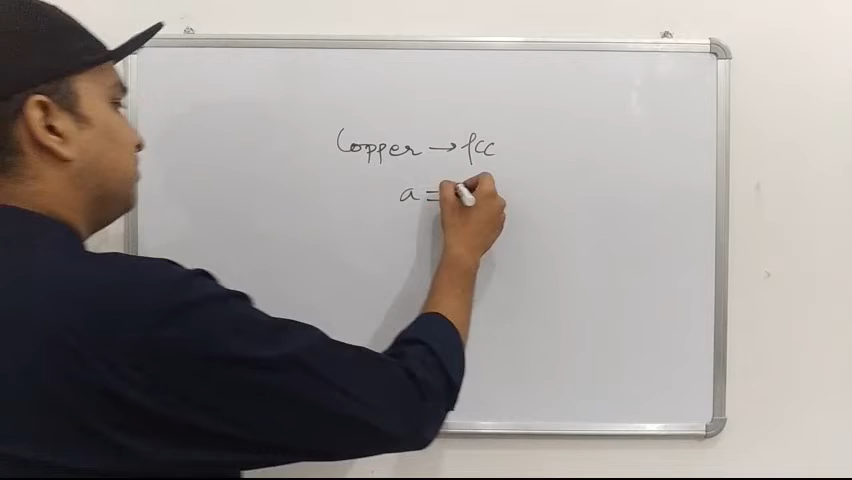 Copper → fcc
a =